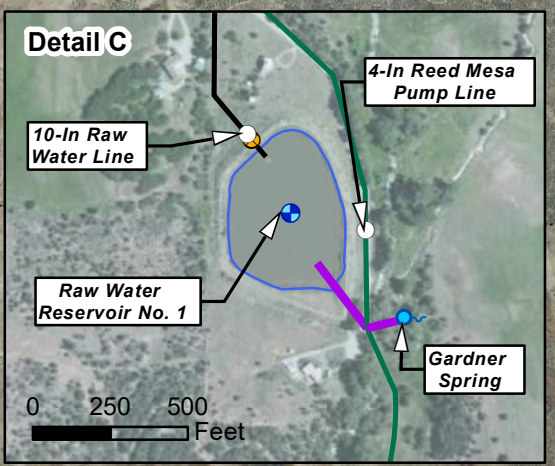 Detail C
4-In Reed Mesa
Pump Line
10-In Raw
Water Line
Raw Water
Reservoir No. 1
Gardner
Spring
0 250 500
Feet